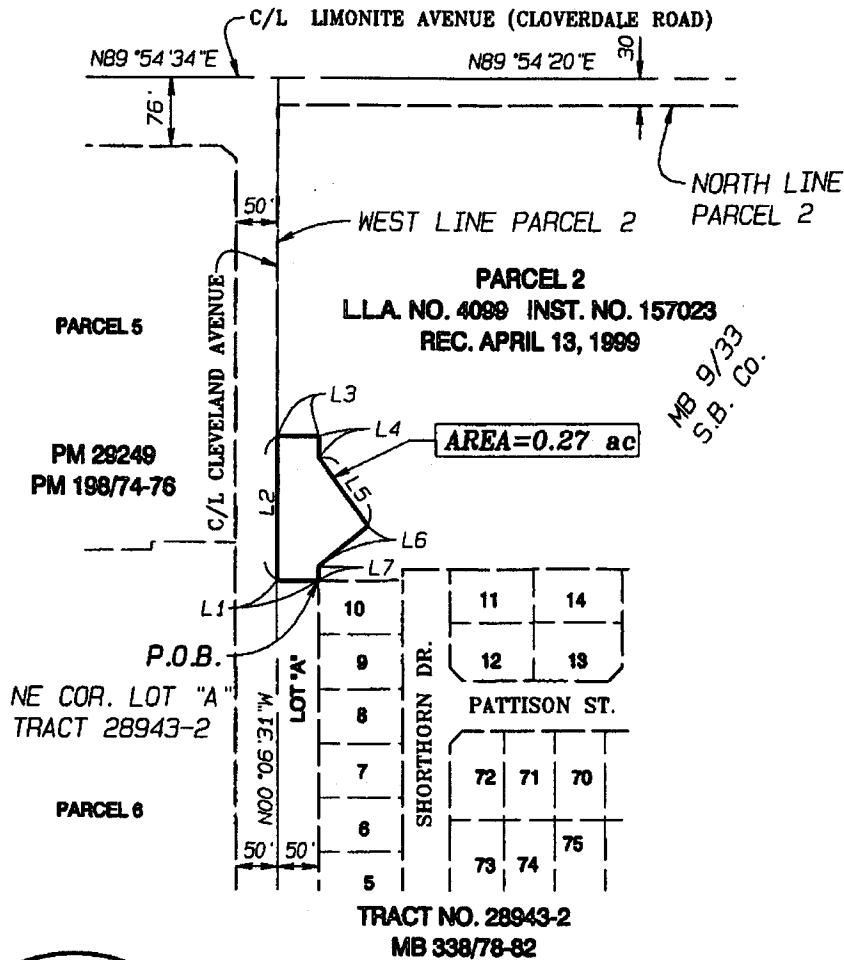 C/L LIMONITE AVENUE (CLOVERDALE ROAD)
N89°54'34"E
N89°54'20"E
30'
76'
NORTH LINE
PARCEL 2
50'
WEST LINE PARCEL 2
PARCEL 2
L.L.A. NO. 4099 INST. NO. 157023
REC. APRIL 13, 1999
MB 9/33
S.B. Co.
PARCEL 5
C/L CLEVELAND AVENUE
L3
L4
AREA=0.27 ac
PM 29249
PM 198/74-76
L2
L5
L6
L7
L1
P.O.B.
NE COR. LOT "A"
TRACT 28943-2
LOT "A"
N00°06'31"W
10
9
8
7
6
5
SHORTHORN DR.
11
14
12
13
PATTISON ST.
72
71
70
73
74
75
PARCEL 6
50'
50'
TRACT NO. 28943-2
MB 338/78-82